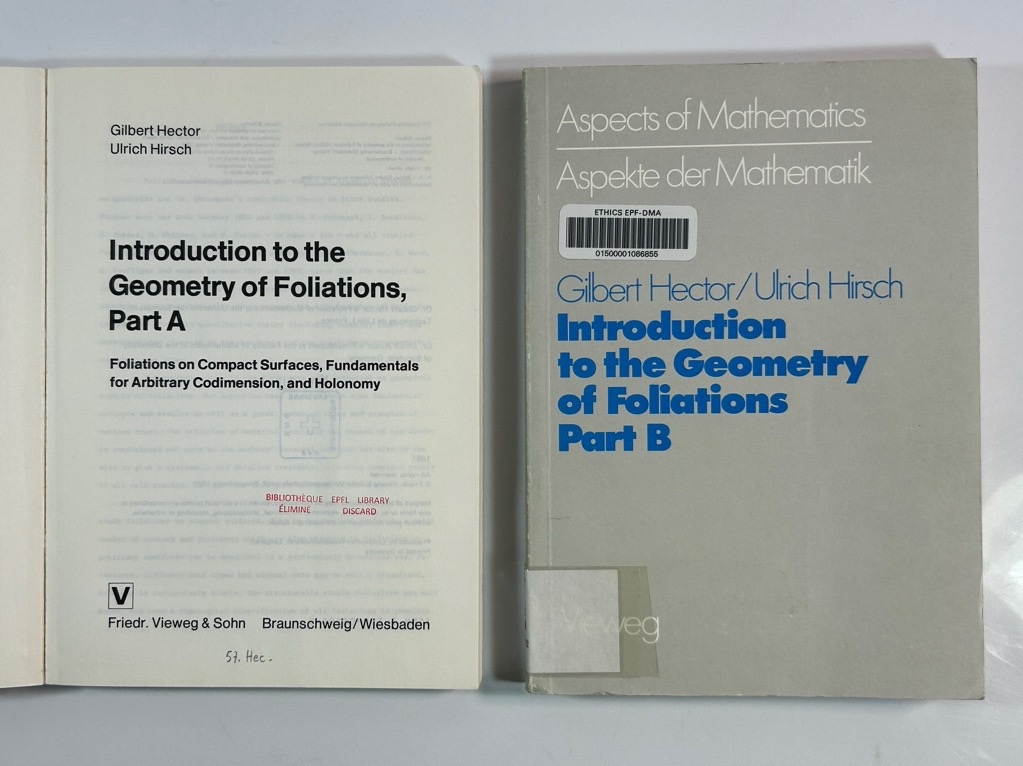 Gilbert Hector
Ulrich Hirsch
Introduction to the
Geometry of Foliations,
Part A
Foliations on Compact Surfaces, Fundamentals
for Arbitrary Codimension, and Holonomy
BIBLIOTHÈQUE EPFL LIBRARY
ÉLIMINÉ DISCARD
V
Friedr. Vieweg & Sohn Braunschweig/Wiesbaden
57. Hec.
Aspects of Mathematics
Aspekte der Mathematik
ETHICS EPF-DMA
01500001086855
Gilbert Hector/Ulrich Hirsch
Introduction
to the Geometry
of Foliations
Part B
vieweg